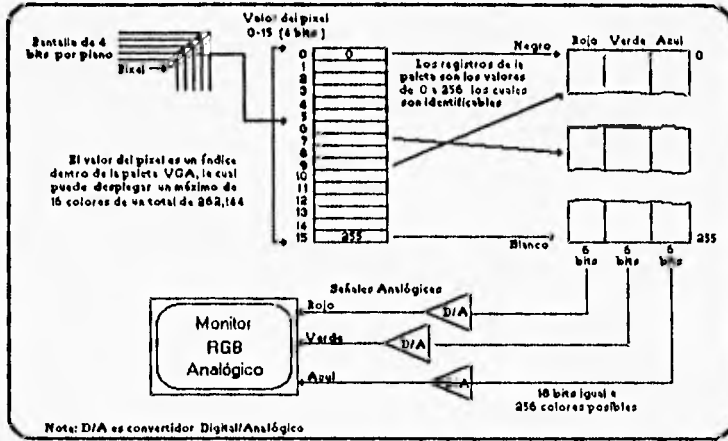 Valor del pixel
0-15 (4 bits)
Pantalla de 4
bits por plano
Pixel
0
1
2
3
4
5
6
7
8
9
10
11
12
13
14
15
0
255
Negro
Los registros de la
paleta son los valores
de 0 a 256 los cuales
son identificables
Blanco
Rojo Verde Azul
0
255
6
bits
6
bits
6
bits
El valor del pixel es un índice
dentro de la paleta VGA, la cual
puede desplegar un máximo de
16 colores de un total de 262,144
Señales Analógicas
Rojo
Verde
Azul
D/A
D/A
A
Monitor
RGB
Analógico
18 bits igual a
256 colores posibles
Nota: D/A es convertidor Digital/Analógico